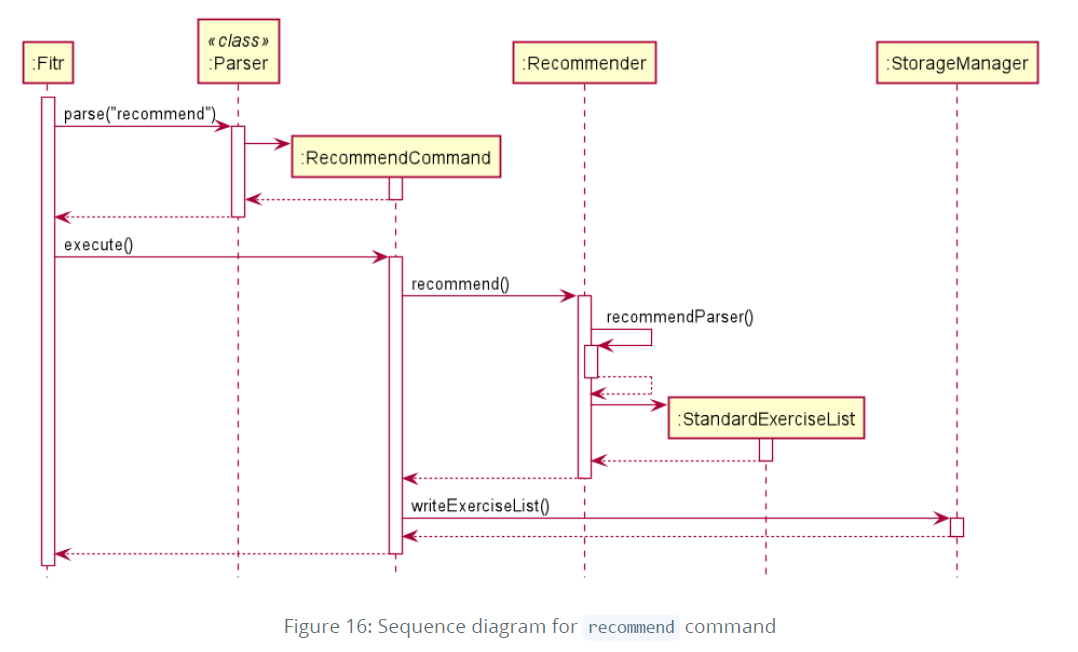 «class»
:Fitr
:Parser
:Recommender
:StorageManager
parse("recommend")
:RecommendCommand
execute()
recommend()
recommendParser()
:StandardExerciseList
writeExerciseList()
Figure 16: Sequence diagram for recommend command